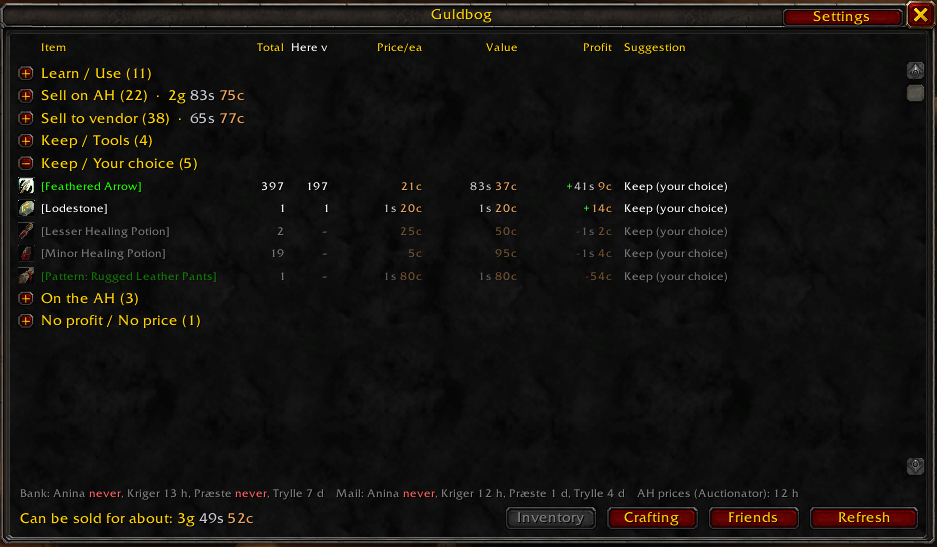 Guldbog
Settings
Item Total Here v Price/ea Value Profit Suggestion
Learn / Use (11)
Sell on AH (22) · 2g 83s 75c
Sell to vendor (38) · 65s 77c
Keep / Tools (4)
Keep / Your choice (5)
[Feathered Arrow] 397 197 21c 83s 37c +41s 9c Keep (your choice)
[Lodestone] 1 1 1s 20c 1s 20c +14c Keep (your choice)
[Lesser Healing Potion] 2 - 25c 50c -1s 2c Keep (your choice)
[Minor Healing Potion] 19 - 5c 95c -1s 4c Keep (your choice)
[Pattern: Rugged Leather Pants] 1 - 1s 80c 1s 80c -54c Keep (your choice)
On the AH (3)
No profit / No price (1)
Bank: Anina never, Kriger 13 h, Præste never, Trylle 7 d Mail: Anina never, Kriger 12 h, Præste 1 d, Trylle 4 d AH prices (Auctionator): 12 h
Can be sold for about: 3g 49s 52c
Inventory Crafting Friends Refresh